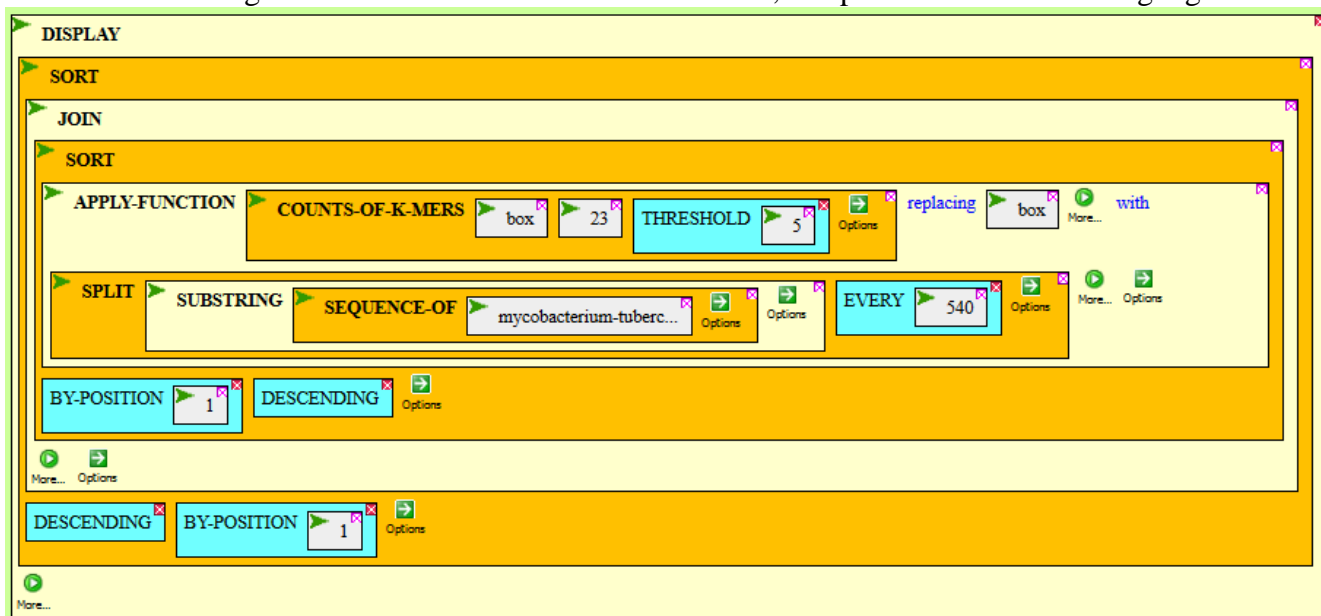 DISPLAY
SORT
JOIN
SORT
APPLY-FUNCTION COUNTS-OF-K-MERS box 23 THRESHOLD 5 Options replacing box More... with
SPLIT SUBSTRING SEQUENCE-OF mycobacterium-tuberc... Options Options EVERY 540 Options More... Options
BY-POSITION 1 DESCENDING Options
More... Options
DESCENDING BY-POSITION 1 Options
More...